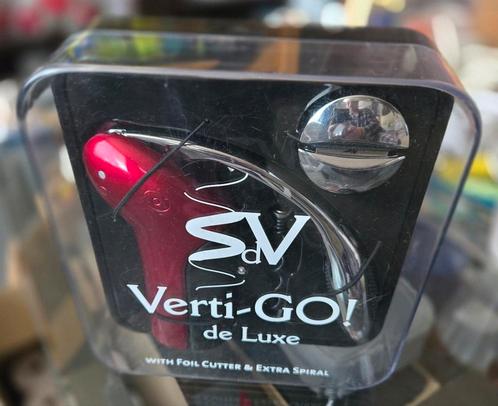 SdV
Verti-GO!
de Luxe
WITH FOIL CUTTER & EXTRA SPIRAL